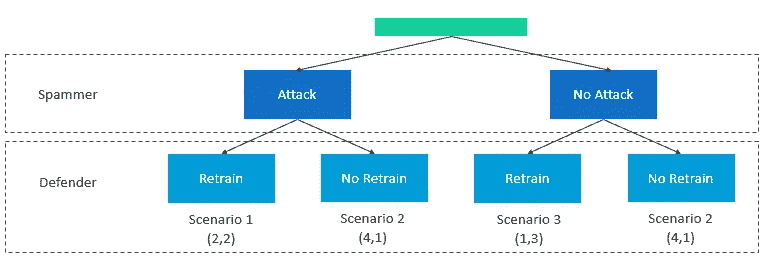 Spammer
Attack
No Attack
Defender
Retrain
No Retrain
Retrain
No Retrain
Scenario 1
Scenario 2
Scenario 3
Scenario 2
(2,2)
(4,1)
(1,3)
(4,1)